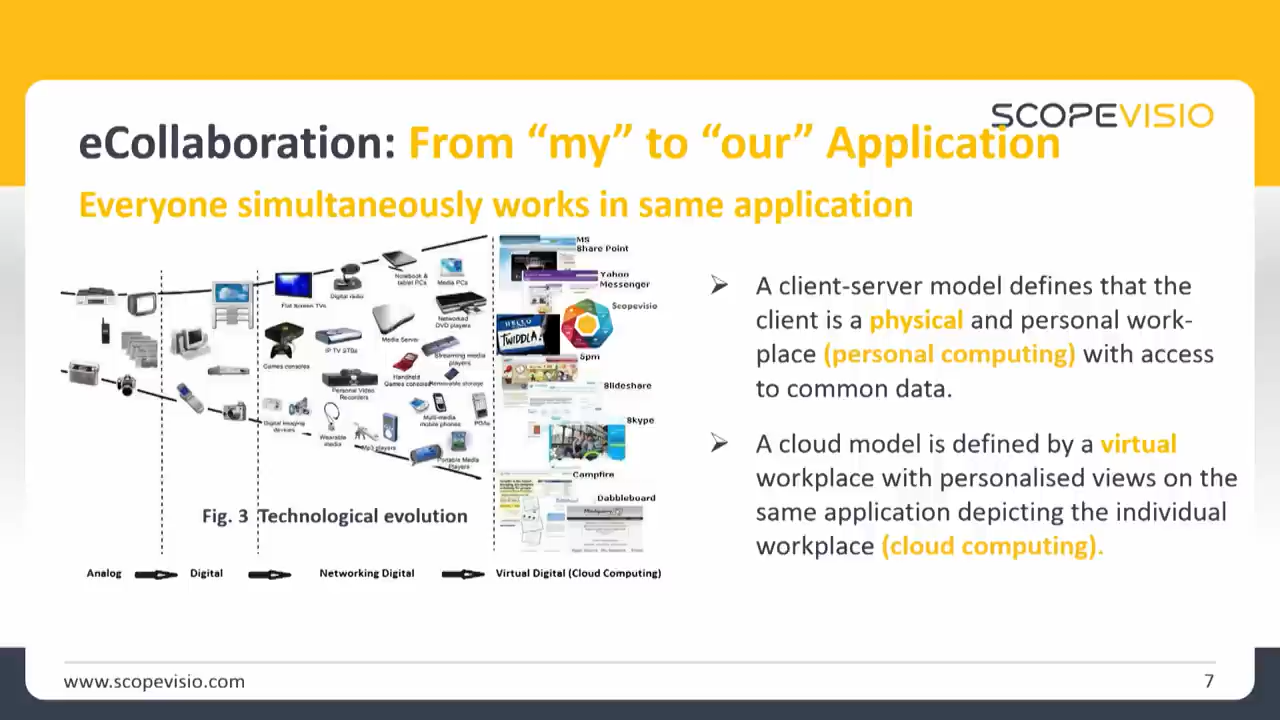 SCOPEVISIO
eCollaboration: From “my” to “our” Application
Everyone simultaneously works in same application
MS
Share Point
Yahoo
Messenger
Scopevisio
HELLO
TWIDDLA!
5pm
Slideshare
Skype
Campfire
Dabbleboard
Notebook &
tablet PCs
Media PCs
Digital radio
Flat Screen TVs
Networked
DVD players
Media Server
IP TV STBs
Games consoles
Streaming media
players
Handheld
Games consoles
Removable storage
Personal Video
Recorders
Multi-media
mobile phones
PDAs
Digital imaging
devices
Wearable
media
Mp3 players
Portable Media
Players
Fig. 3 Technological evolution
Analog
Digital
Networking Digital
Virtual Digital (Cloud Computing)
➢ A client-server model defines that the
client is a physical and personal work-
place (personal computing) with access
to common data.
➢ A cloud model is defined by a virtual
workplace with personalised views on the
same application depicting the individual
workplace (cloud computing).
www.scopevisio.com
7